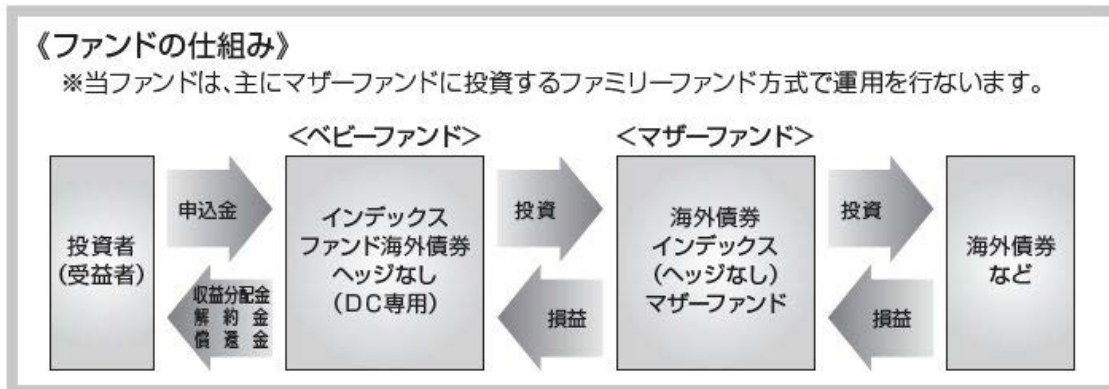 《ファンドの仕組み》
※当ファンドは、主にマザーファンドに投資するファミリーファンド方式で運用を行ないます。
<ベビーファンド>
<マザーファンド>
投資者
(受益者)
申込金
収益分配金
解約金
償還金
インデックス
ファンド海外債券
ヘッジなし
(DC専用)
投資
損益
海外債券
インデックス
(ヘッジなし)
マザーファンド
投資
損益
海外債券
など